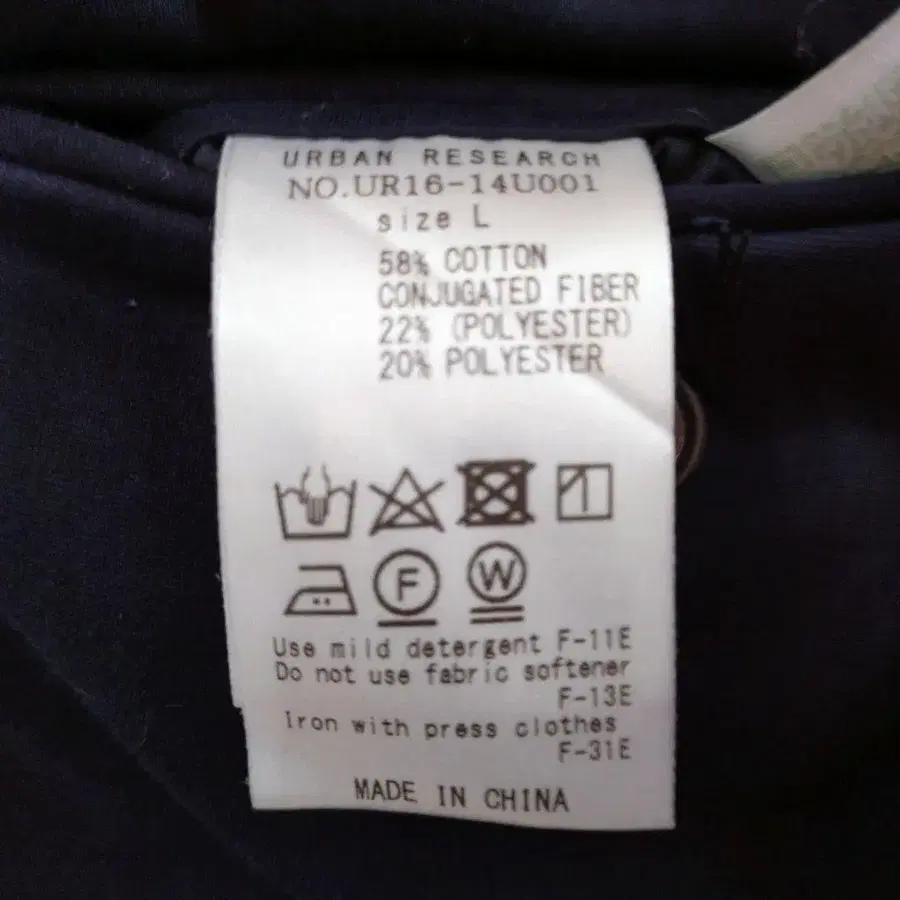 URBAN RESEARCH
NO.UR16-14U001
size L
58% COTTON
CONJUGATED FIBER
22% (POLYESTER)
20% POLYESTER
F
W
Use mild detergent F-11E
Do not use fabric softener
F-13E
Iron with press clothes
F-31E
MADE IN CHINA